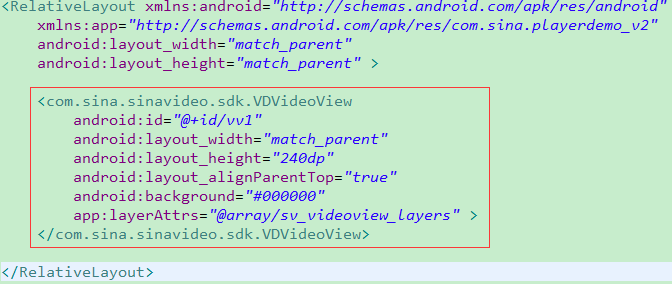 <RelativeLayout xmlns:android="http://schemas.android.com/apk/res/android"
    xmlns:app="http://schemas.android.com/apk/res/com.sina.playerdemo_v2"
    android:layout_width="match_parent"
    android:layout_height="match_parent" >
    <com.sina.sinavideo.sdk.VDVideoView
        android:id="@+id/vv1"
        android:layout_width="match_parent"
        android:layout_height="240dp"
        android:layout_alignParentTop="true"
        android:background="#000000"
        app:layerAttrs="@array/sv_videoview_layers" >
    </com.sina.sinavideo.sdk.VDVideoView>
</RelativeLayout>